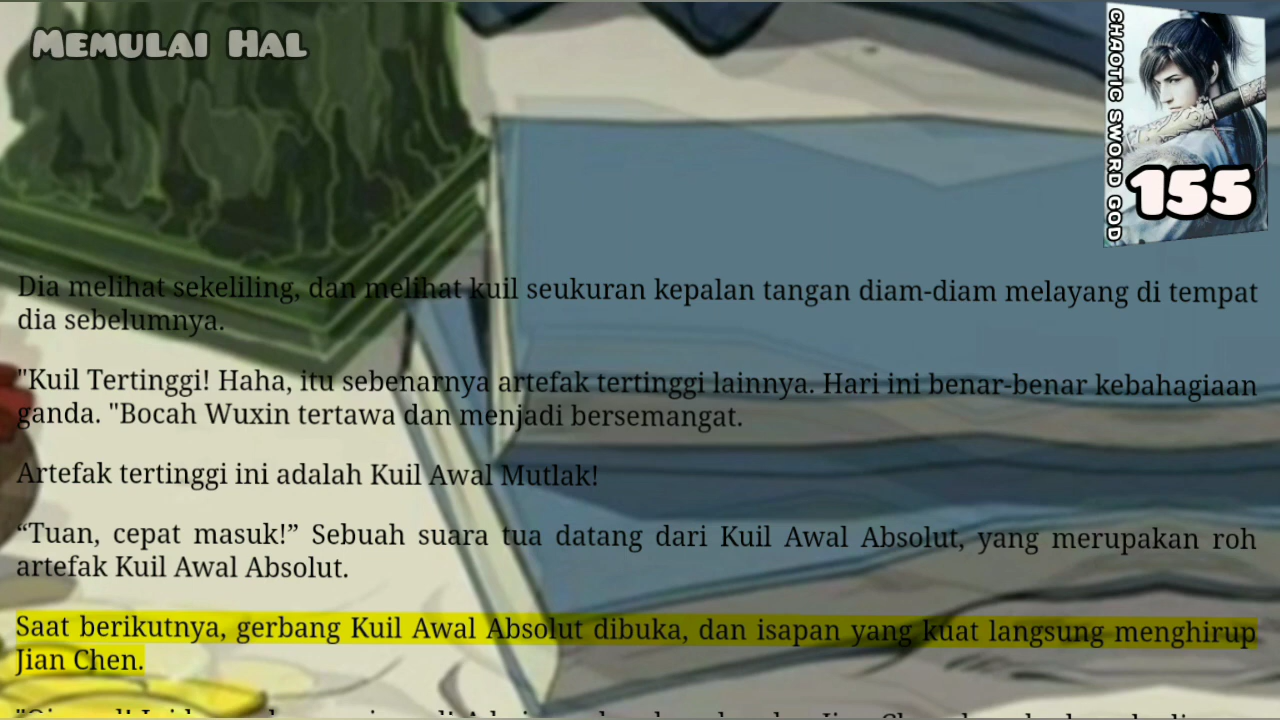 Memulai Hal
CHAOTIC SWORD GOD
155
Dia melihat sekeliling, dan melihat kuil seukuran kepalan tangan diam-diam melayang di tempat
dia sebelumnya.
"Kuil Tertinggi! Haha, itu sebenarnya artefak tertinggi lainnya. Hari ini benar-benar kebahagiaan
ganda. "Bocah Wuxin tertawa dan menjadi bersemangat.
Artefak tertinggi ini adalah Kuil Awal Mutlak!
“Tuan, cepat masuk!” Sebuah suara tua datang dari Kuil Awal Absolut, yang merupakan roh
artefak Kuil Awal Absolut.
Saat berikutnya, gerbang Kuil Awal Absolut dibuka, dan isapan yang kuat langsung menghirup
Jian Chen.